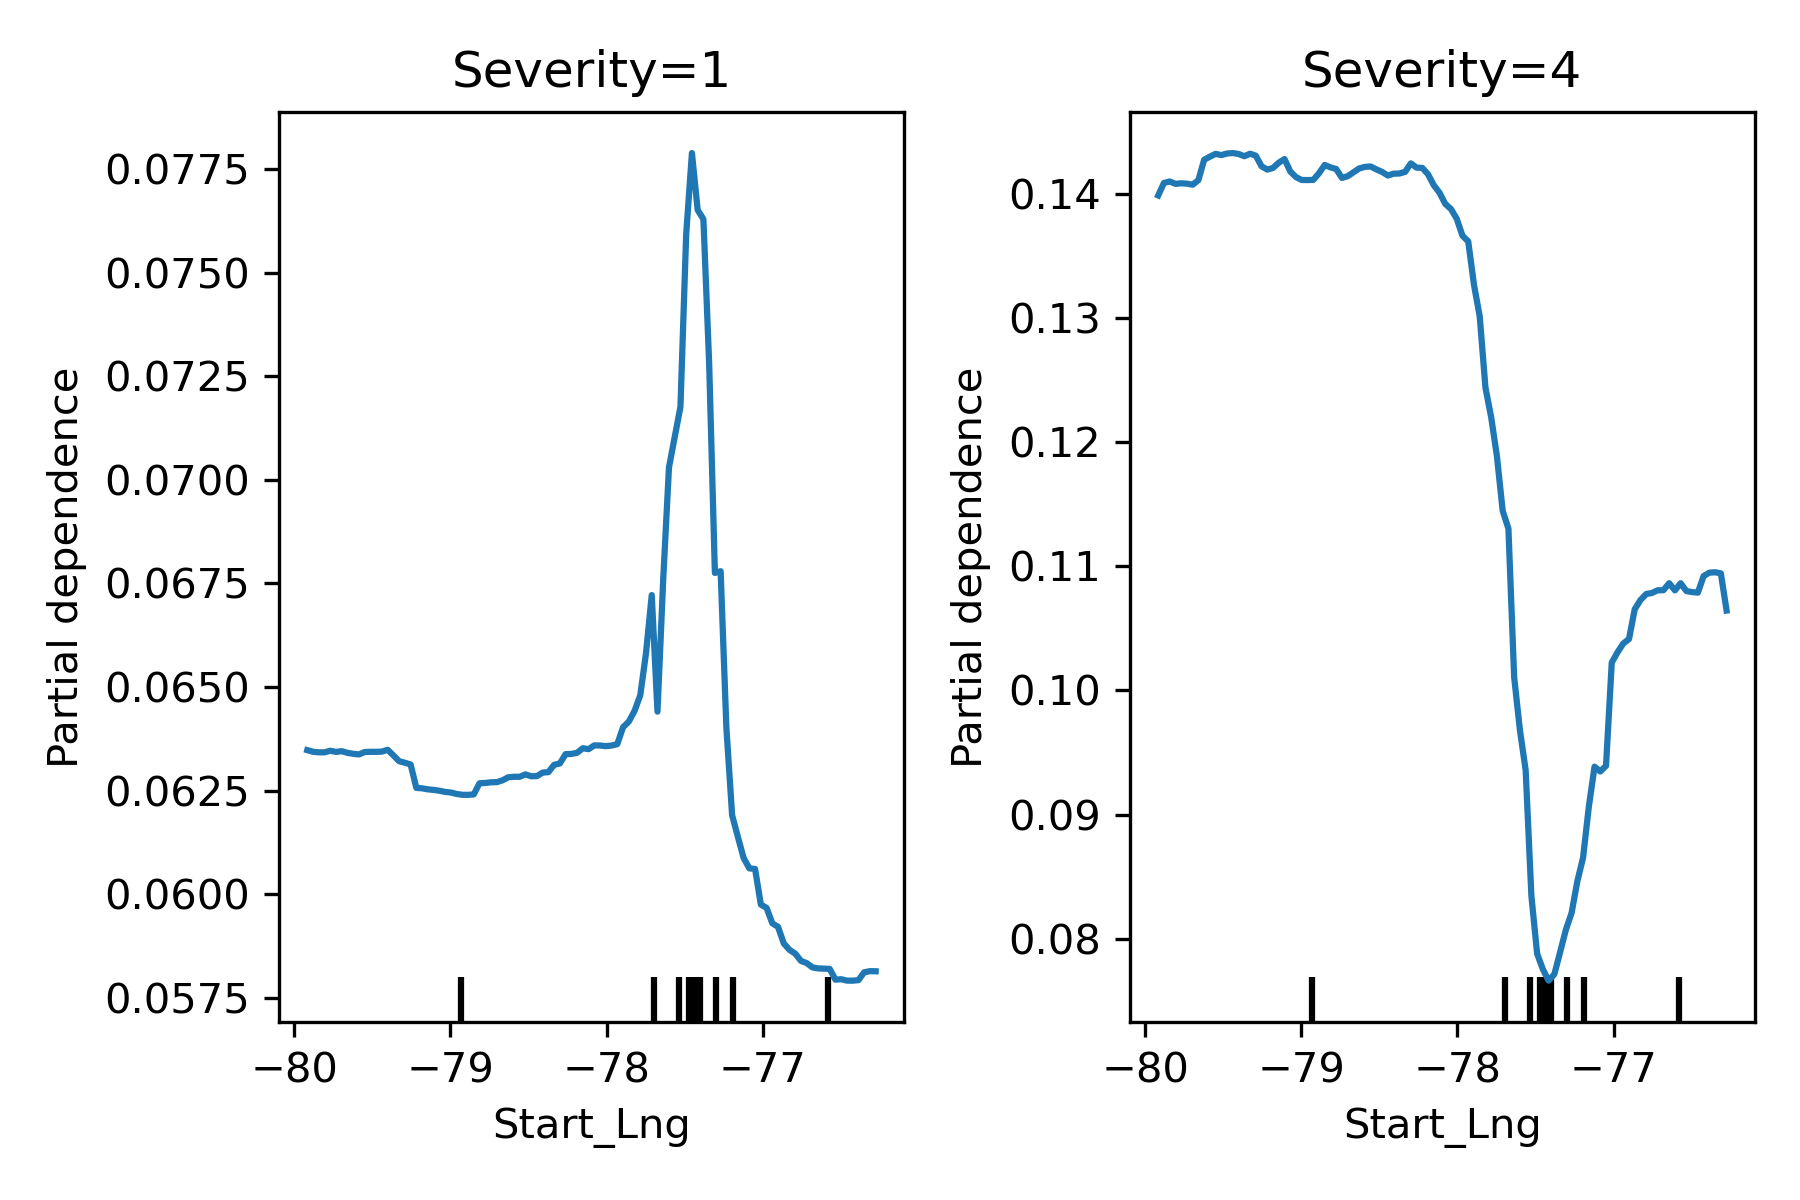 Severity=1
Partial dependence
0.0775
0.0750
0.0725
0.0700
0.0675
0.0650
0.0625
0.0600
0.0575
−80 −79 −78 −77
Start_Lng
Severity=4
Partial dependence
0.14
0.13
0.12
0.11
0.10
0.09
0.08
−80 −79 −78 −77
Start_Lng